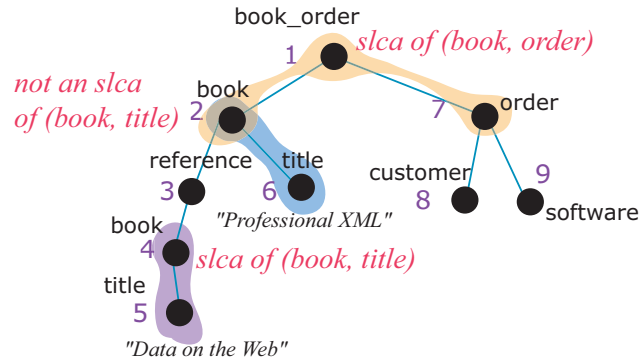 book_order
1
slca of (book, order)
not an slca
of (book, title)
book
2
7
order
reference
title
customer
9
3
6
8
software
"Professional XML"
book
4
slca of (book, title)
title
5
"Data on the Web"